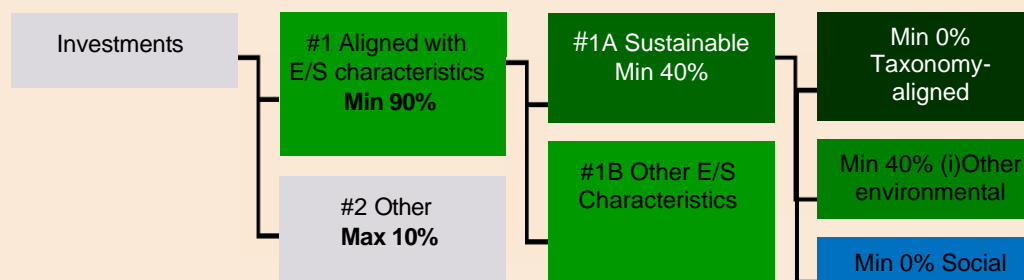 Investments
#1 Aligned with
E/S characteristics
Min 90%
#2 Other
Max 10%
#1A Sustainable
Min 40%
#1B Other E/S
Characteristics
Min 0%
Taxonomy-
aligned
Min 40% (i)Other
environmental
Min 0% Social